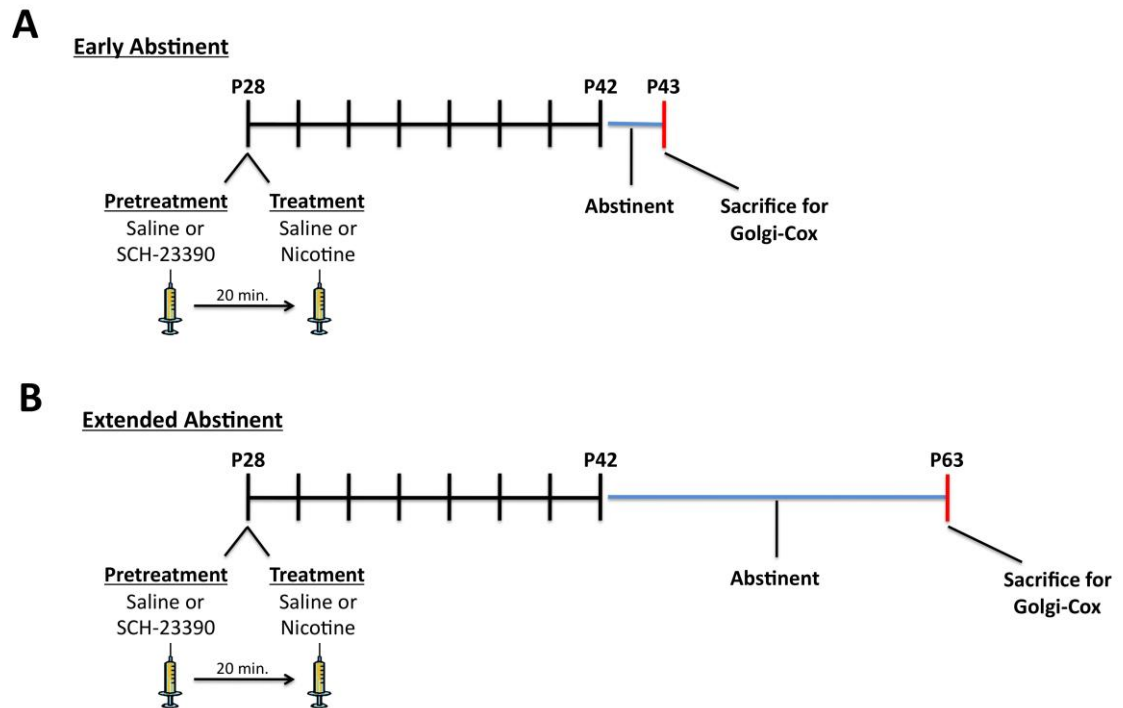 A
Early Abstinent
P28
P42
P43
Pretreatment
Saline or
SCH-23390
Treatment
Saline or
Nicotine
20 min.
Abstinent
Sacrifice for
Golgi-Cox
B
Extended Abstinent
P28
P42
P63
Pretreatment
Saline or
SCH-23390
Treatment
Saline or
Nicotine
20 min.
Abstinent
Sacrifice for
Golgi-Cox